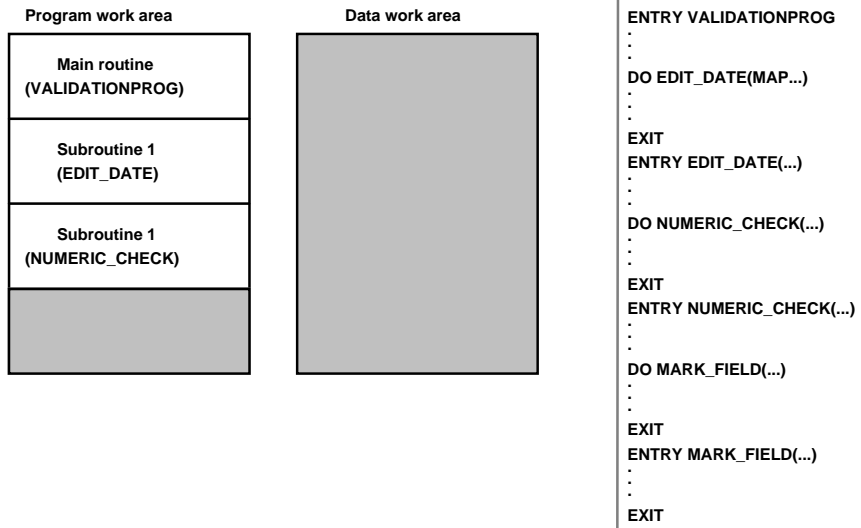 Program work area
Main routine
(VALIDATIONPROG)
Subroutine 1
(EDIT_DATE)
Subroutine 1
(NUMERIC_CHECK)
Data work area
ENTRY VALIDATIONPROG
.
.
.
DO EDIT_DATE(MAP...)
.
.
.
EXIT
ENTRY EDIT_DATE(...)
.
.
.
DO NUMERIC_CHECK(...)
.
.
.
EXIT
ENTRY NUMERIC_CHECK(...)
.
.
.
DO MARK_FIELD(...)
.
.
.
EXIT
ENTRY MARK_FIELD(...)
.
.
.
EXIT